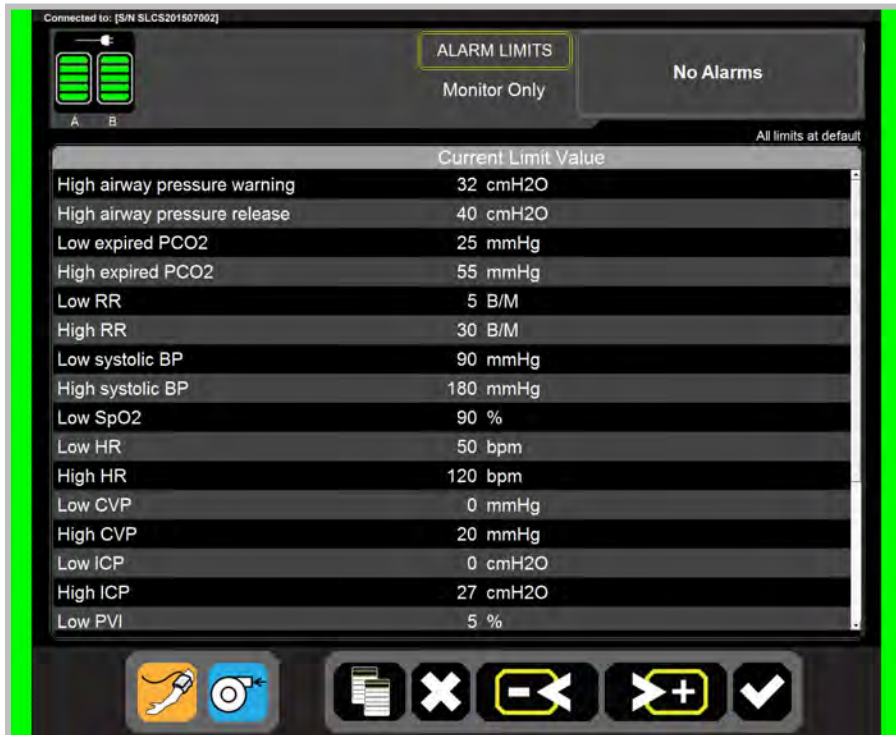 Connected to: [S/N SLCS201507002]
ALARM LIMITS
Monitor Only
No Alarms
A B
All limits at default
Current Limit Value
High airway pressure warning 32 cmH2O
High airway pressure release 40 cmH2O
Low expired PCO2 25 mmHg
High expired PCO2 55 mmHg
Low RR 5 B/M
High RR 30 B/M
Low systolic BP 90 mmHg
High systolic BP 180 mmHg
Low SpO2 90 %
Low HR 50 bpm
High HR 120 bpm
Low CVP 0 mmHg
High CVP 20 mmHg
Low ICP 0 cmH2O
High ICP 27 cmH2O
Low PVI 5 %